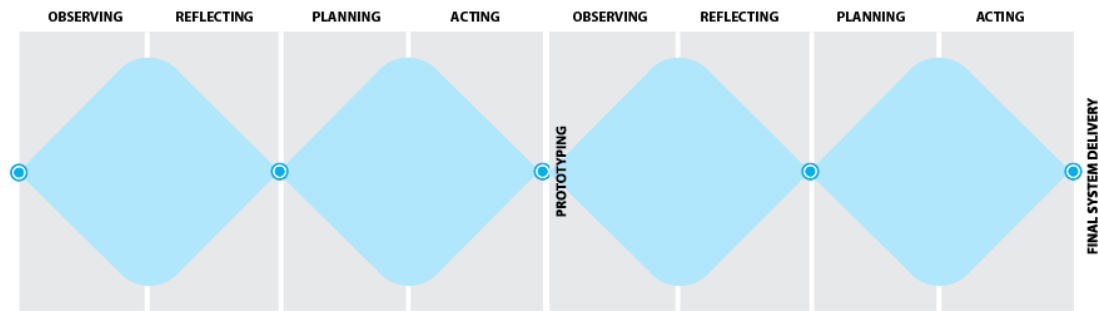 OBSERVING REFLECTING PLANNING ACTING OBSERVING REFLECTING PLANNING ACTING
PROTOTYPING
FINAL SYSTEM DELIVERY